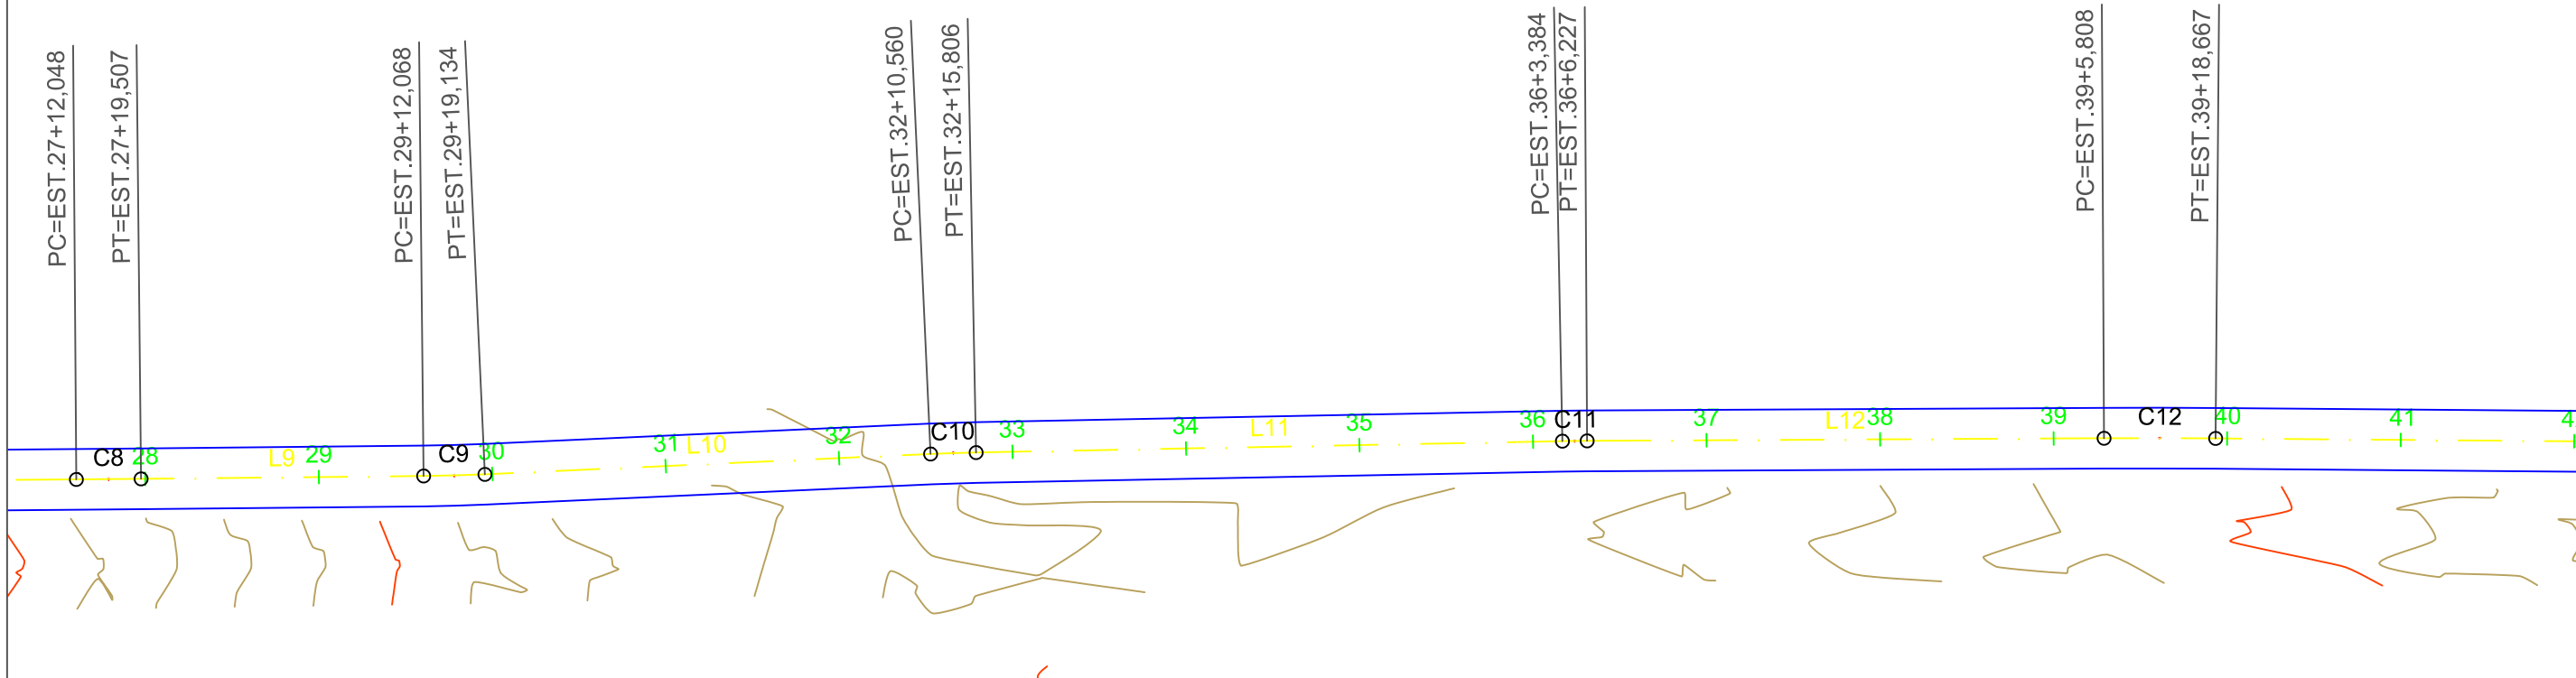 PC=EST.27+12,048
PT=EST.27+19,507
PC=EST.29+12,068
PT=EST.29+19,134
PC=EST.32+10,560
PT=EST.32+15,806
PC=EST.36+3,384
PT=EST.36+6,227
PC=EST.39+5,808
PT=EST.39+18,667
C8 28 L9 29 C9 30 31 L10 32 C10 33 34 L11 35 36 C11 37 L12 38 39 C12 40 41